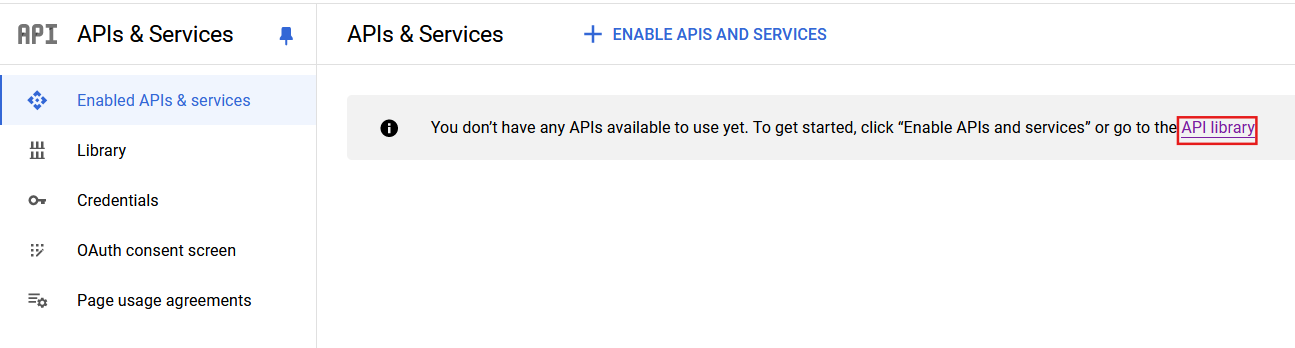 API APIs & Services
Enabled APIs & services
Library
Credentials
OAuth consent screen
Page usage agreements
APIs & Services
ENABLE APIS AND SERVICES
You don’t have any APIs available to use yet. To get started, click “Enable APIs and services” or go to the API library